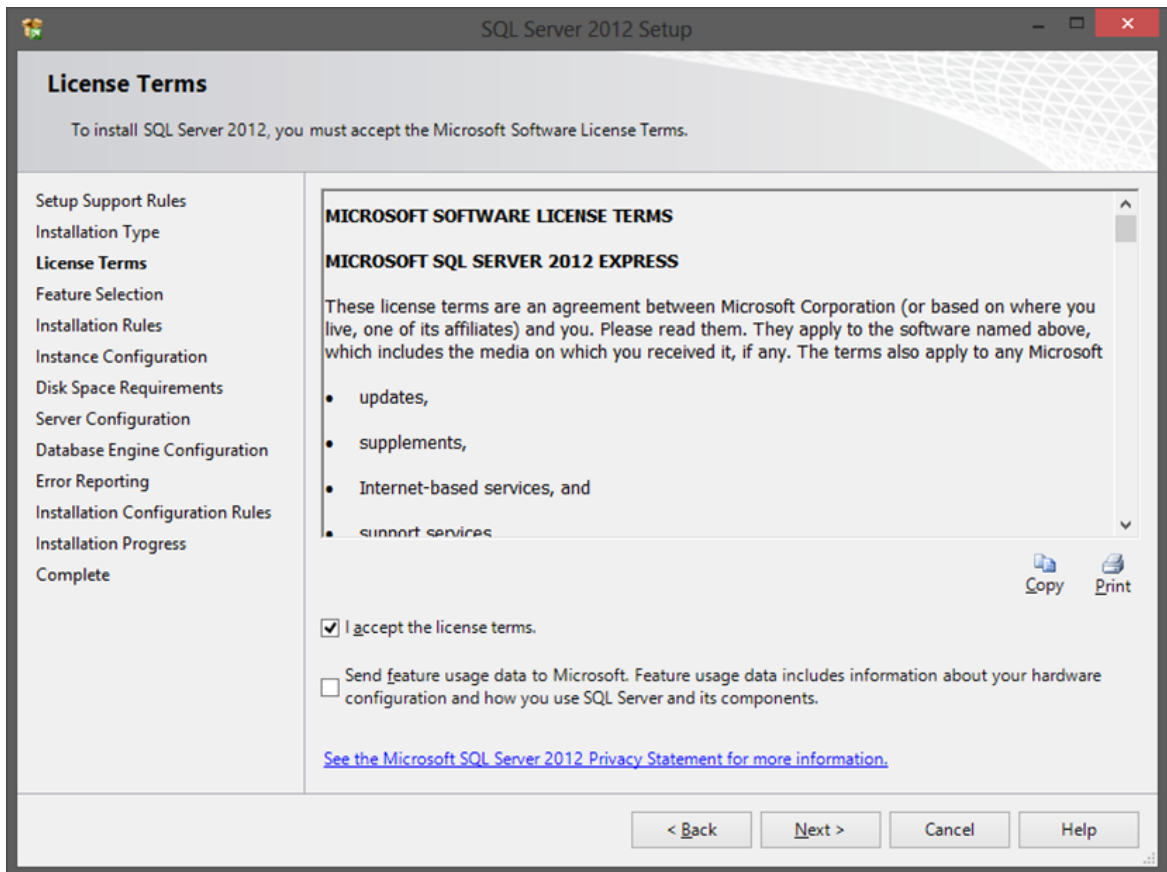 SQL Server 2012 Setup
License Terms
To install SQL Server 2012, you must accept the Microsoft Software License Terms.
Setup Support Rules
Installation Type
License Terms
Feature Selection
Installation Rules
Instance Configuration
Disk Space Requirements
Server Configuration
Database Engine Configuration
Error Reporting
Installation Configuration Rules
Installation Progress
Complete
MICROSOFT SOFTWARE LICENSE TERMS
MICROSOFT SQL SERVER 2012 EXPRESS
These license terms are an agreement between Microsoft Corporation (or based on where you
live, one of its affiliates) and you. Please read them. They apply to the software named above,
which includes the media on which you received it, if any. The terms also apply to any Microsoft
• updates,
• supplements,
• Internet-based services, and
• support services
Copy
Print
I accept the license terms.
Send feature usage data to Microsoft. Feature usage data includes information about your hardware
configuration and how you use SQL Server and its components.
See the Microsoft SQL Server 2012 Privacy Statement for more information.
< Back
Next >
Cancel
Help